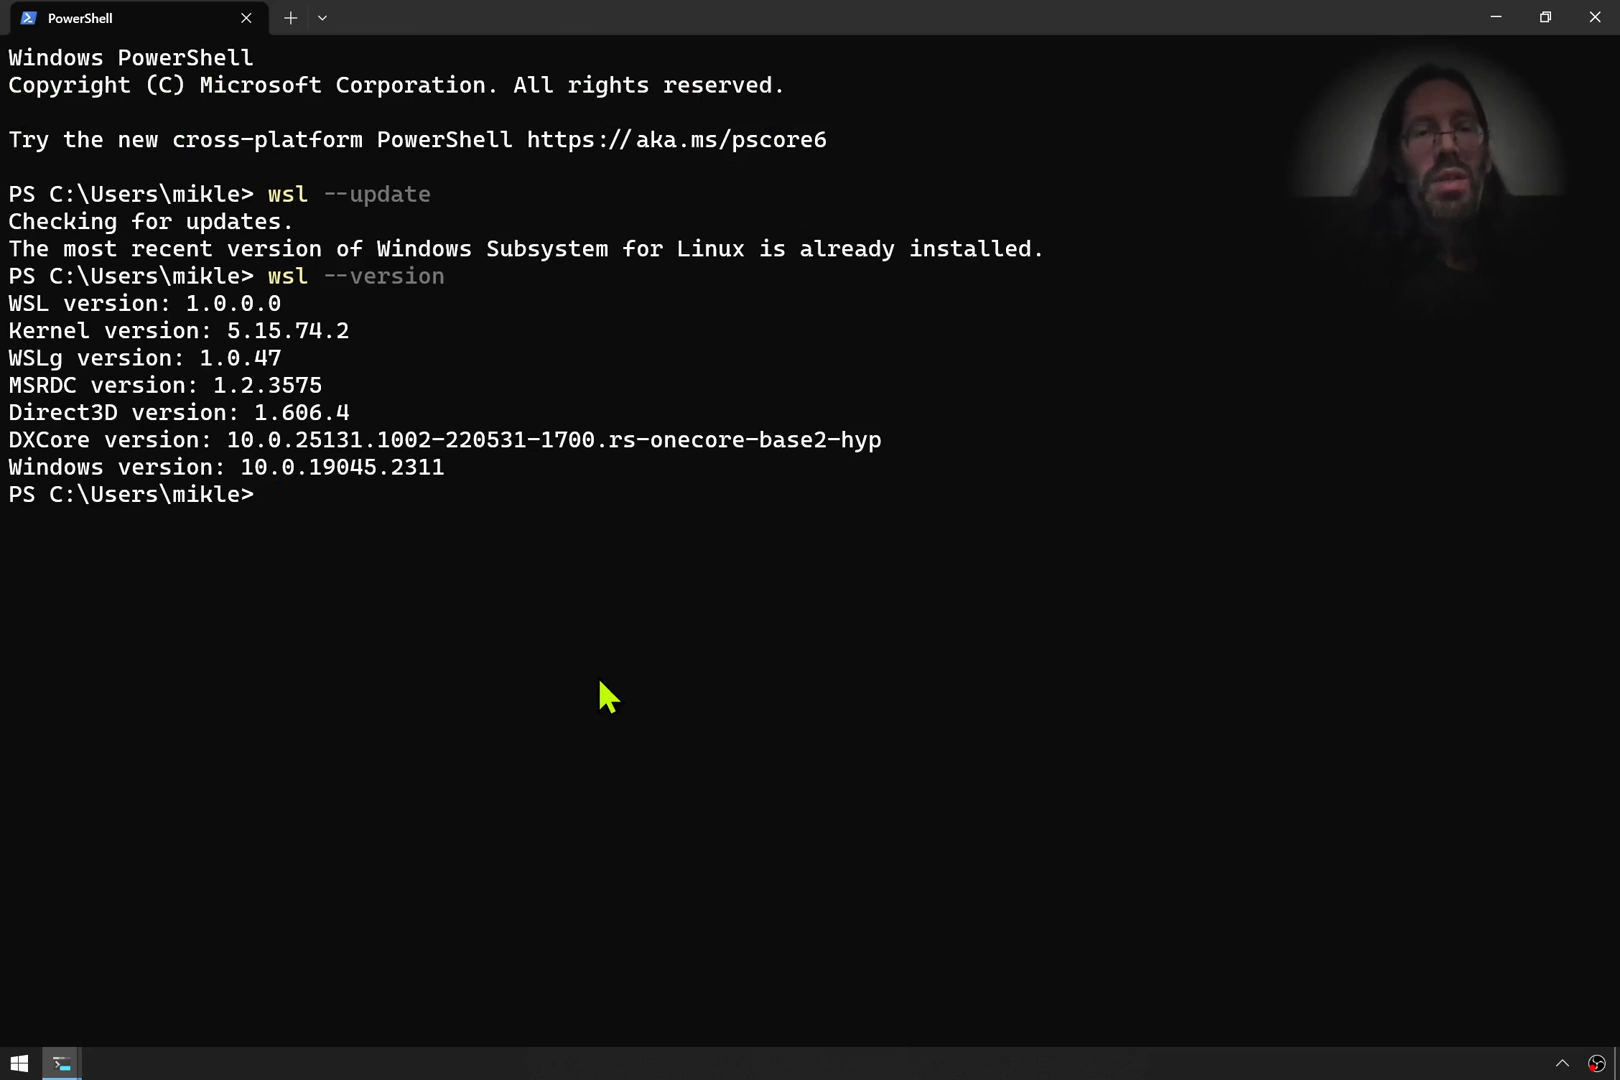 PowerShell
Windows PowerShell
Copyright (C) Microsoft Corporation. All rights reserved.
Try the new cross-platform PowerShell https://aka.ms/pscore6
PS C:\Users\mikle> wsl --update
Checking for updates.
The most recent version of Windows Subsystem for Linux is already installed.
PS C:\Users\mikle> wsl --version
WSL version: 1.0.0.0
Kernel version: 5.15.74.2
WSLg version: 1.0.47
MSRDC version: 1.2.3575
Direct3D version: 1.606.4
DXCore version: 10.0.25131.1002-220531-1700.rs-onecore-base2-hyp
Windows version: 10.0.19045.2311
PS C:\Users\mikle>